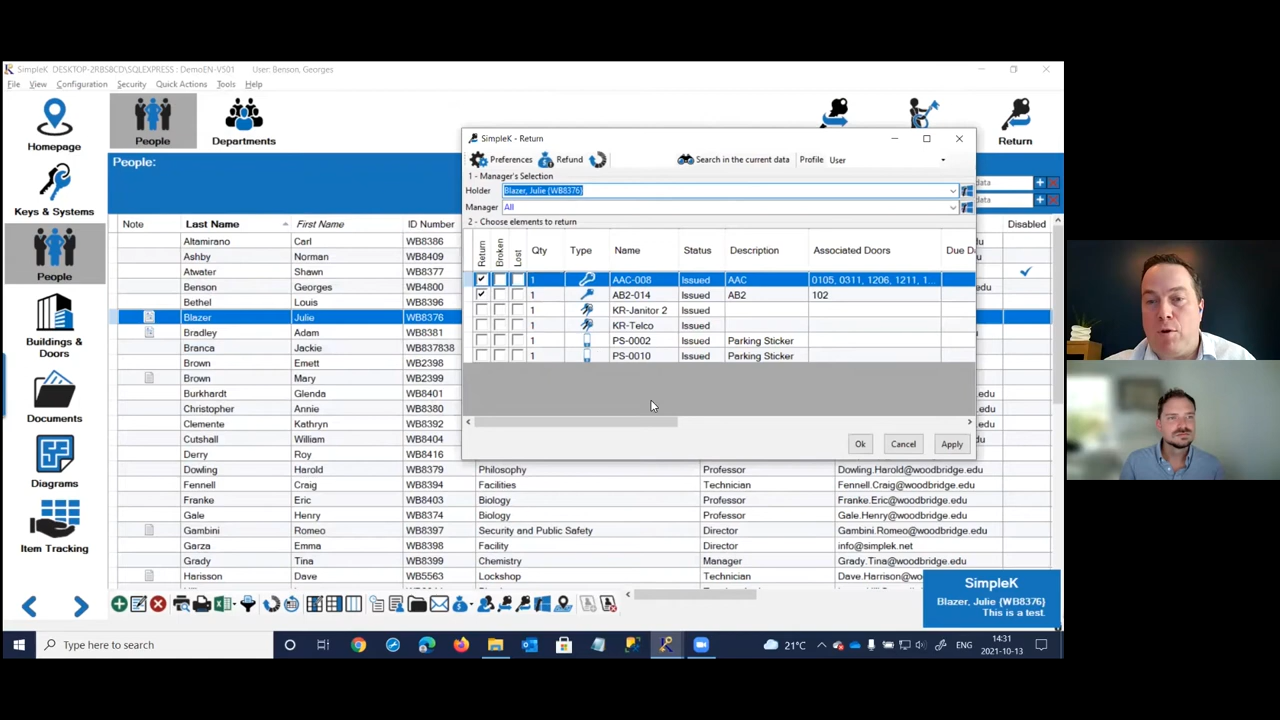 SimpleK DESKTOP-2RBS8CD\SQLEXPRESS : DemoEN-V501 User: Benson, Georges
File View Configuration Security Quick Actions Tools Help
Homepage
People
Departments
Return
Keys & Systems
People
Buildings & Doors
Documents
Diagrams
Item Tracking
People:
data
data
Note Last Name First Name ID Number Disabled
Altamirano Carl WB8386
Ashby Norman WB8409
Atwater Shawn WB8377
Benson Georges WB4800
Bethel Louis WB8396
Blazer Julie WB8376
Bradley Adam WB8381
Branca Jackie WB837838
Brown Emett WB2398
Brown Mary WB2399
Burkhardt Glenda WB8401
Christopher Annie WB8380
Clemente Kathryn WB8392
Cutshall William WB8404
Derry Roy WB8416
Dowling Harold WB8379 Philosophy Professor Dowling.Harold@woodbridge.edu
Fennell Craig WB8394 Facilities Technician Fennell.Craig@woodbridge.edu
Franke Eric WB8403 Biology Professor Franke.Eric@woodbridge.edu
Gale Henry WB8374 Biology Professor Gale.Henry@woodbridge.edu
Gambini Romeo WB8397 Security and Public Safety Director Gambini.Romeo@woodbridge.edu
Garza Emma WB8398 Facility Director info@simplek.net
Grady Tina WB8399 Chemistry Manager Grady.Tina@woodbridge.edu
Harisson Dave WB5563 Lockshop Technician Dave.Harrison@woodbridge.edu
SimpleK - Return
Preferences Refund Search in the current data Profile User
1 - Manager's Selection
Holder Blazer, Julie (WB8376)
Manager All
2 - Choose elements to return
Return Broken Lost Qty Type Name Status Description Associated Doors Due Da
1 AAC-008 Issued AAC 0105, 0311, 1206, 1211, 1...
1 AB2-014 Issued AB2 102
1 KR-Janitor 2 Issued
1 KR-Telco Issued
1 PS-0002 Issued Parking Sticker
1 PS-0010 Issued Parking Sticker
Ok Cancel Apply
SimpleK
Blazer, Julie (WB8376)
This is a test.
Type here to search
21°C
ENG
14:31
2021-10-13